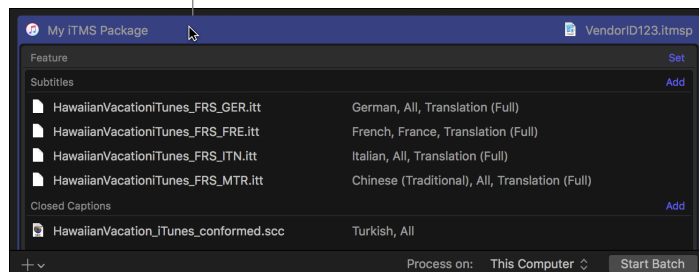 My iTMS Package VendorID123.itmsp
Feature Set
Subtitles Add
HawaiianVacationiTunes_FRS_GER.itt German, All, Translation (Full)
HawaiianVacationiTunes_FRS_FRE.itt French, France, Translation (Full)
HawaiianVacationiTunes_FRS_ITN.itt Italian, All, Translation (Full)
HawaiianVacationiTunes_FRS_MTR.itt Chinese (Traditional), All, Translation (Full)
Closed Captions Add
HawaiianVacation_iTunes_conformed.scc Turkish, All
Process on: This Computer Start Batch